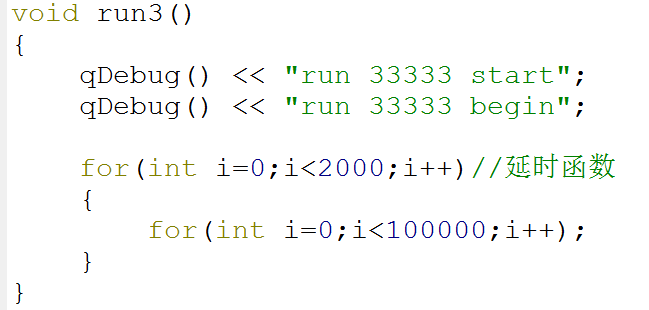 void run3()
{
    qDebug() << "run 33333 start";
    qDebug() << "run 33333 begin";

    for(int i=0;i<2000;i++)//延时函数
    {
        for(int i=0;i<100000;i++);
    }
}